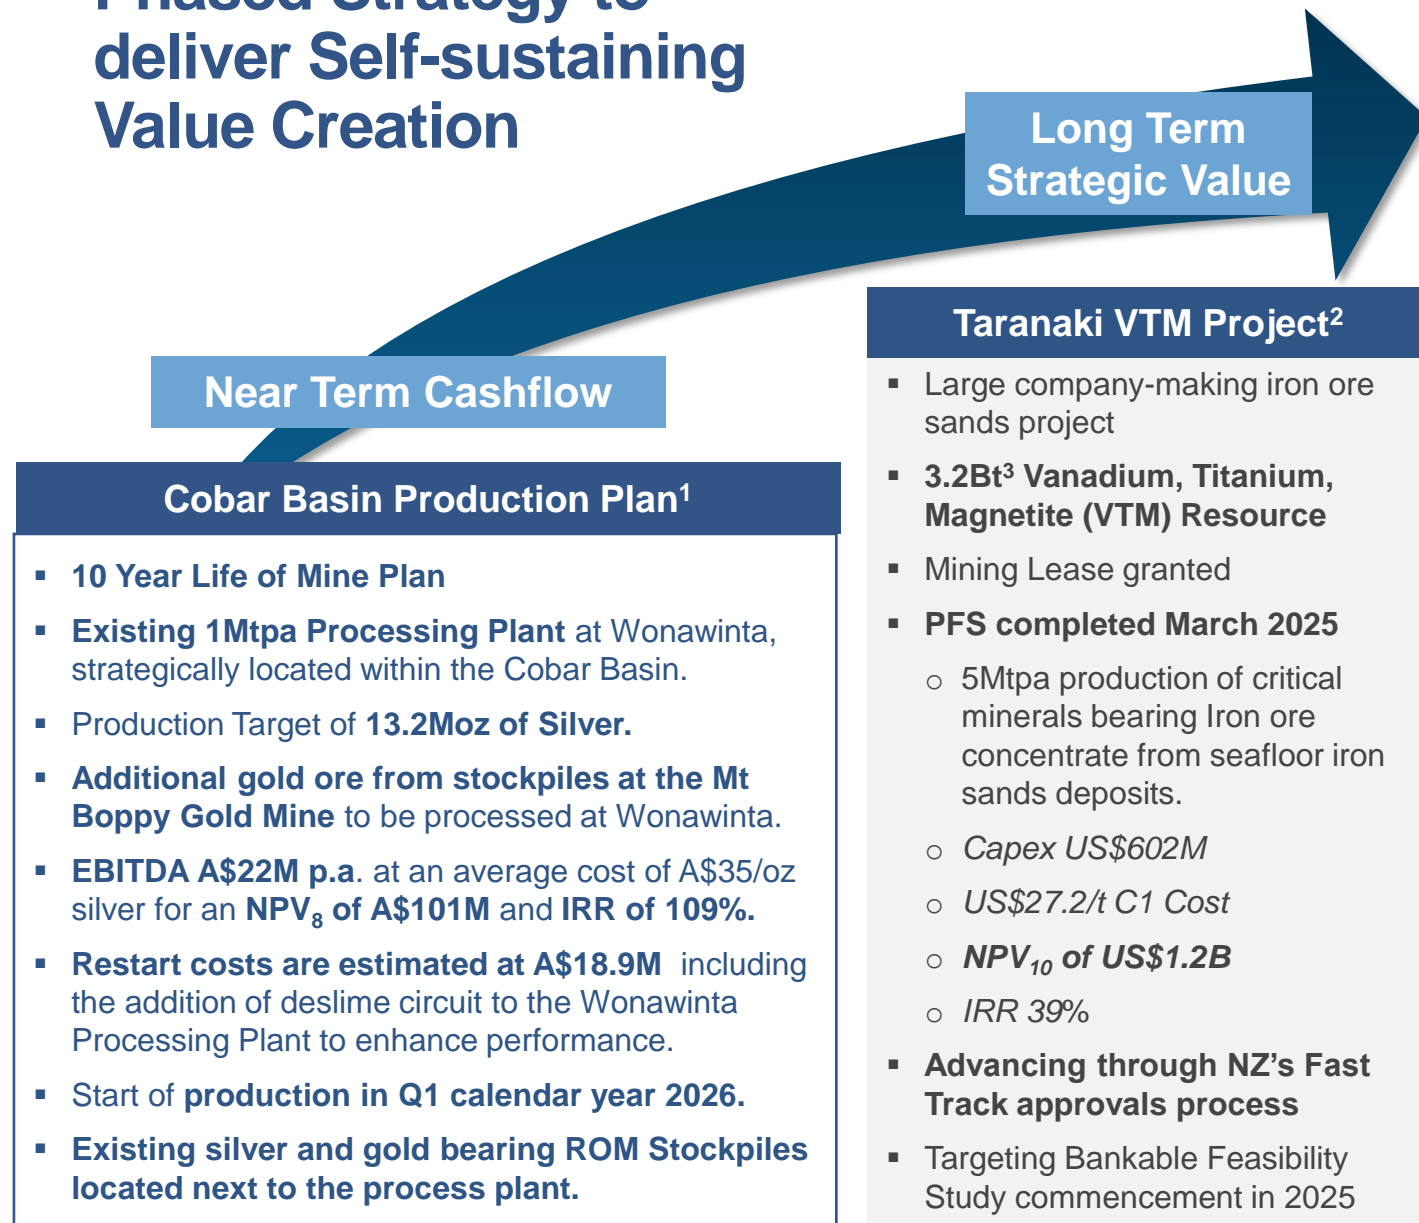 Phased Strategy to
deliver Self-sustaining
Value Creation
Long Term
Strategic Value
Near Term Cashflow
Cobar Basin Production Plan¹
▪ 10 Year Life of Mine Plan
▪ Existing 1Mtpa Processing Plant at Wonawinta,
strategically located within the Cobar Basin.
▪ Production Target of 13.2Moz of Silver.
▪ Additional gold ore from stockpiles at the Mt
Boppy Gold Mine to be processed at Wonawinta.
▪ EBITDA A$22M p.a. at an average cost of A$35/oz
silver for an NPV₈ of A$101M and IRR of 109%.
▪ Restart costs are estimated at A$18.9M including
the addition of deslime circuit to the Wonawinta
Processing Plant to enhance performance.
▪ Start of production in Q1 calendar year 2026.
▪ Existing silver and gold bearing ROM Stockpiles
located next to the process plant.
Taranaki VTM Project²
▪ Large company-making iron ore
sands project
▪ 3.2Bt³ Vanadium, Titanium,
Magnetite (VTM) Resource
▪ Mining Lease granted
▪ PFS completed March 2025
○ 5Mtpa production of critical
minerals bearing Iron ore
concentrate from seafloor iron
sands deposits.
○ Capex US$602M
○ US$27.2/t C1 Cost
○ NPV₁₀ of US$1.2B
○ IRR 39%
▪ Advancing through NZ’s Fast
Track approvals process
▪ Targeting Bankable Feasibility
Study commencement in 2025